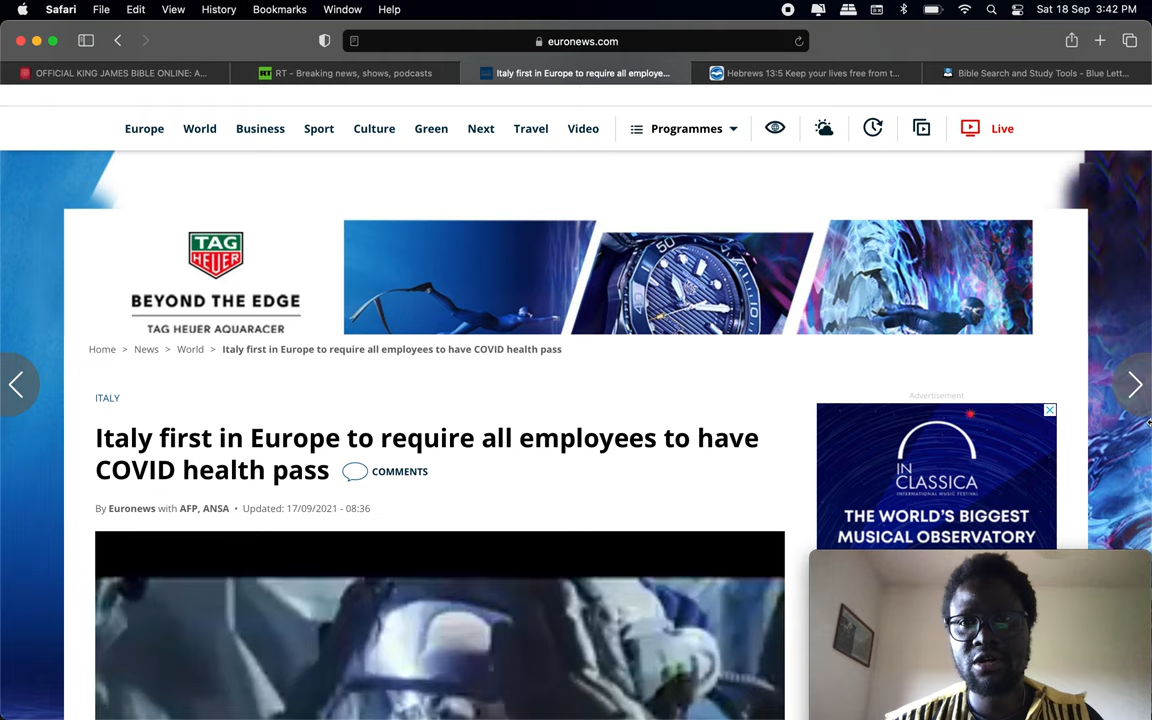 Safari File Edit View History Bookmarks Window Help Sat 18 Sep 3:42 PM
euronews.com
OFFICIAL KING JAMES BIBLE ONLINE: A...
RT RT - Breaking news, shows, podcasts
Italy first in Europe to require all employe...
Hebrews 13:5 Keep your lives free from t...
Bible Search and Study Tools - Blue Lett...
Europe World Business Sport Culture Green Next Travel Video Programmes Live
TAG
HEUER
BEYOND THE EDGE
TAG HEUER AQUARACER
50
Home > News > World > Italy first in Europe to require all employees to have COVID health pass
ITALY
Advertisement
Italy first in Europe to require all employees to have
COVID health pass COMMENTS
By Euronews with AFP, ANSA • Updated: 17/09/2021 - 08:36
IN
CLASSICA
INTERNATIONAL MUSIC FESTIVAL
THE WORLD'S BIGGEST
MUSICAL OBSERVATORY